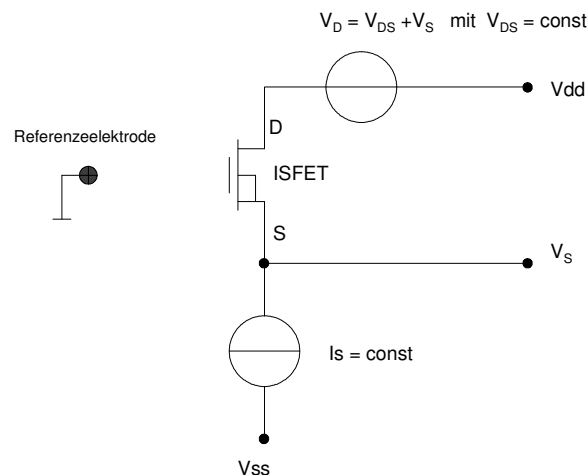 V_D = V_DS +V_S mit V_DS = const
Vdd
Referenzeelektrode
D
ISFET
S
V_S
Is = const
Vss